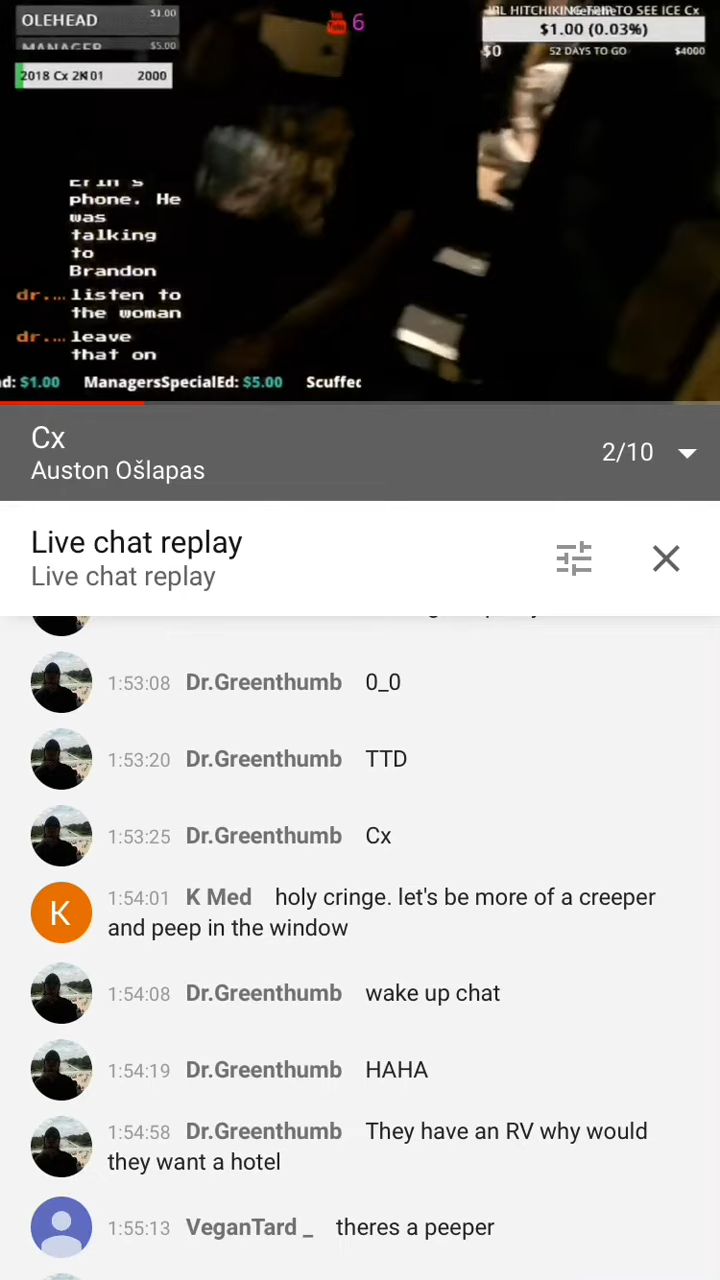 OLEHEAD $1.00
MANAGER $5.00
2018 Cx 2K 01 2000
You
Tube 6
HITCHIKING TRIP TO SEE ICE Cx
$1.00 (0.03%)
$0 52 DAYS TO GO $4000
Erin's
phone. He
was
talking
to
Brandon
dr.… listen to
the woman
dr.… leave
that on
d: $1.00 ManagersSpecialEd: $5.00 Scuffed
Cx
Auston Ošlapas
2/10
Live chat replay
Live chat replay
1:53:08 Dr.Greenthumb 0_0
1:53:20 Dr.Greenthumb TTD
1:53:25 Dr.Greenthumb Cx
K
1:54:01 K Med holy cringe. let's be more of a creeper
and peep in the window
1:54:08 Dr.Greenthumb wake up chat
1:54:19 Dr.Greenthumb HAHA
1:54:58 Dr.Greenthumb They have an RV why would
they want a hotel
1:55:13 VeganTard _ theres a peeper